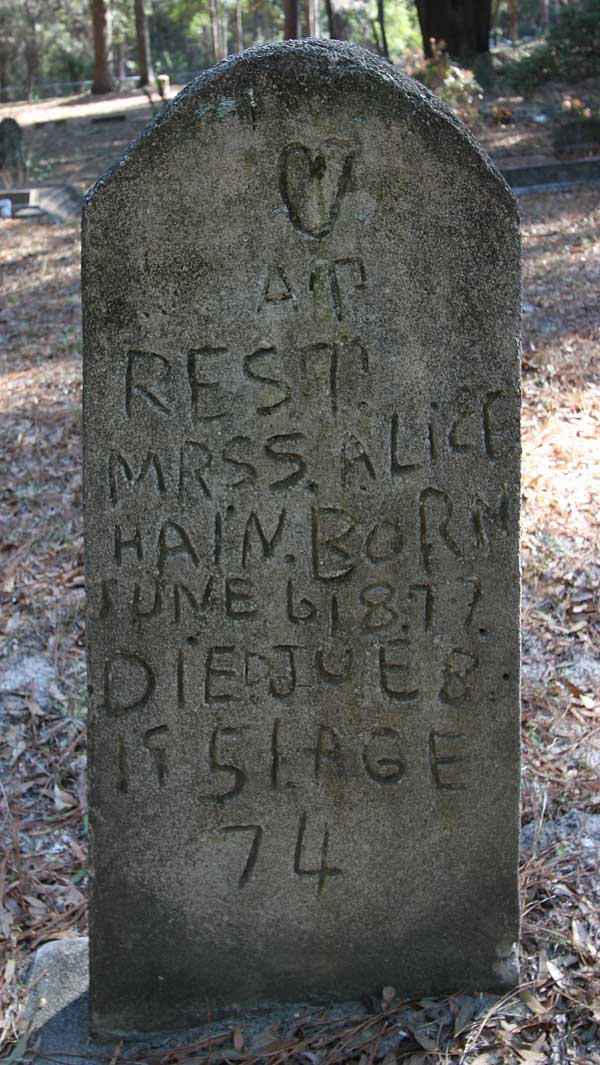 AT
REST.
MRSS. ALICE
HAIN. BORN
JUNE 6, 1877.
DIED. JUE 8.
1951. AGE
74